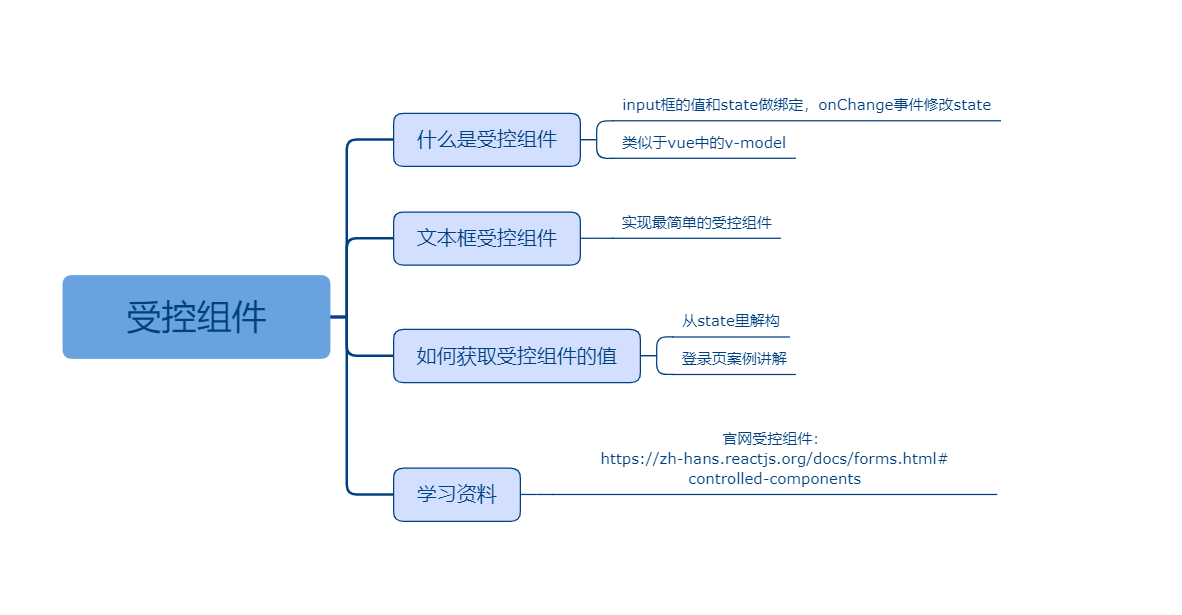 受控组件
什么是受控组件
input框的值和state做绑定，onChange事件修改state
类似于vue中的v-model
文本框受控组件
实现最简单的受控组件
如何获取受控组件的值
从state里解构
登录页案例讲解
学习资料
官网受控组件：
https://zh-hans.reactjs.org/docs/forms.html#
controlled-components